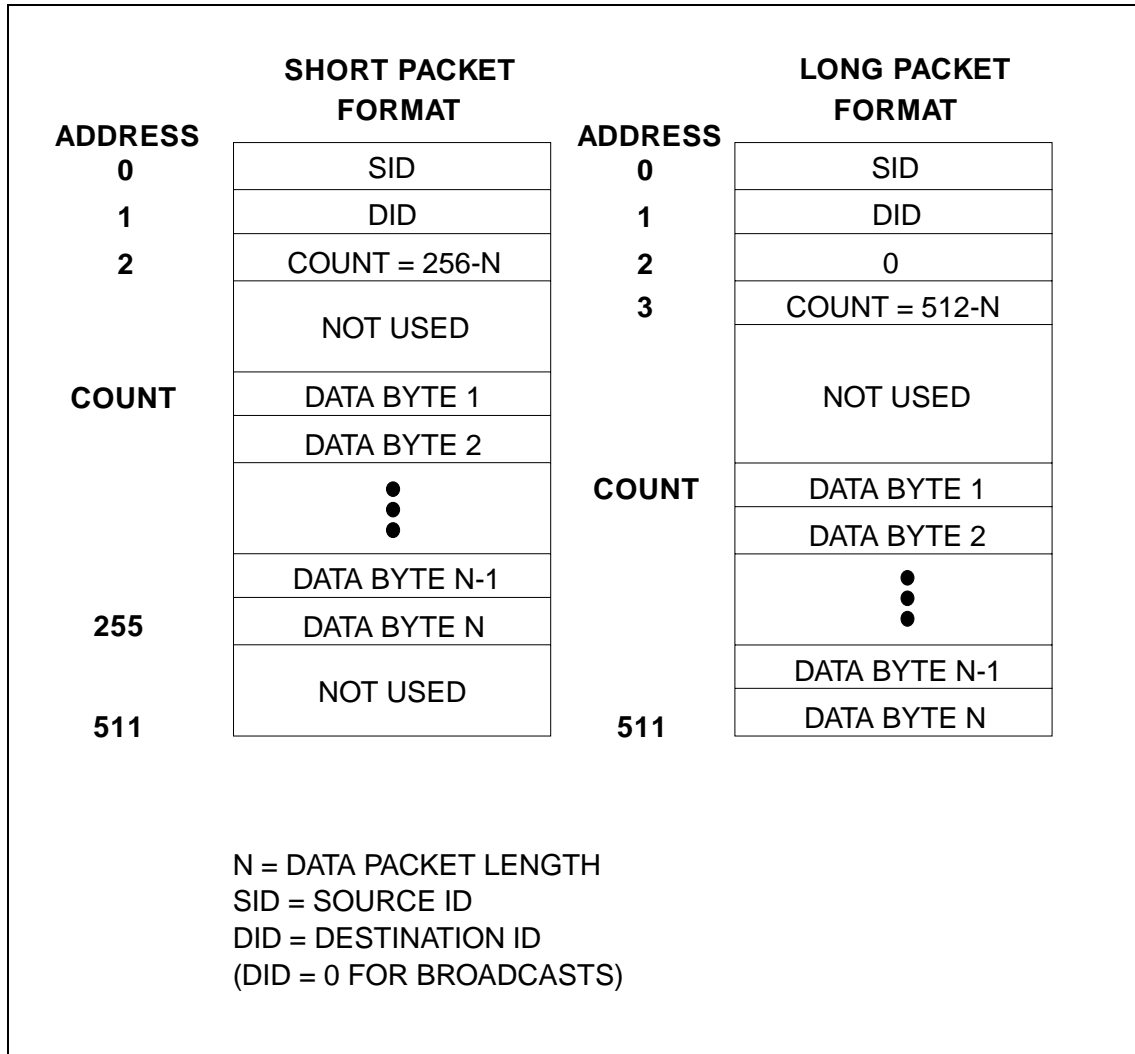 SHORT PACKET
FORMAT
ADDRESS
0 SID
1 DID
2 COUNT = 256-N
NOT USED
COUNT DATA BYTE 1
DATA BYTE 2
DATA BYTE N-1
255 DATA BYTE N
NOT USED
511
LONG PACKET
FORMAT
ADDRESS
0 SID
1 DID
2 0
3 COUNT = 512-N
NOT USED
COUNT DATA BYTE 1
DATA BYTE 2
DATA BYTE N-1
511 DATA BYTE N
N = DATA PACKET LENGTH
SID = SOURCE ID
DID = DESTINATION ID
(DID = 0 FOR BROADCASTS)